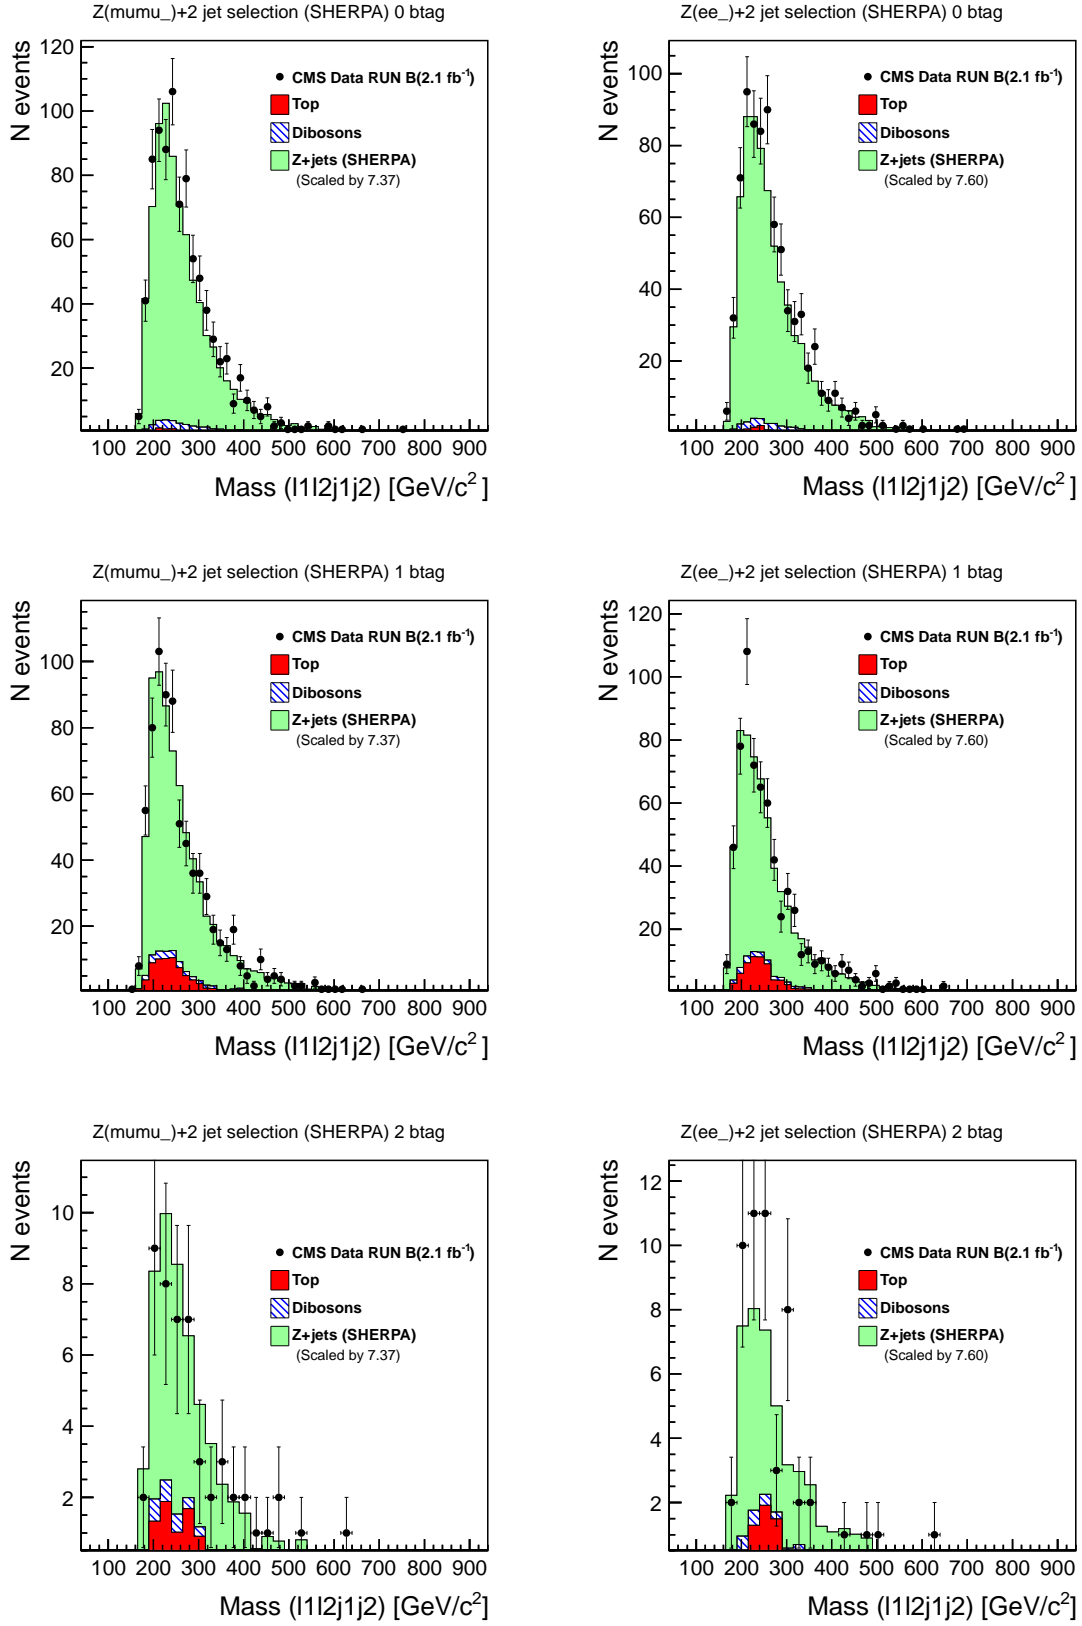 Z(mumu_)+2 jet selection (SHERPA) 0 btag
N events
120
100
80
60
40
20
CMS Data RUN B(2.1 fb-1)
Top
Dibosons
Z+jets (SHERPA)
(Scaled by 7.37)
100 200 300 400 500 600 700 800 900
Mass (l1l2j1j2) [GeV/c2]
Z(ee_)+2 jet selection (SHERPA) 0 btag
N events
100
80
60
40
20
CMS Data RUN B(2.1 fb-1)
Top
Dibosons
Z+jets (SHERPA)
(Scaled by 7.60)
100 200 300 400 500 600 700 800 900
Mass (l1l2j1j2) [GeV/c2]
Z(mumu_)+2 jet selection (SHERPA) 1 btag
N events
100
80
60
40
20
CMS Data RUN B(2.1 fb-1)
Top
Dibosons
Z+jets (SHERPA)
(Scaled by 7.37)
100 200 300 400 500 600 700 800 900
Mass (l1l2j1j2) [GeV/c2]
Z(ee_)+2 jet selection (SHERPA) 1 btag
N events
120
100
80
60
40
20
CMS Data RUN B(2.1 fb-1)
Top
Dibosons
Z+jets (SHERPA)
(Scaled by 7.60)
100 200 300 400 500 600 700 800 900
Mass (l1l2j1j2) [GeV/c2]
Z(mumu_)+2 jet selection (SHERPA) 2 btag
N events
10
8
6
4
2
CMS Data RUN B(2.1 fb-1)
Top
Dibosons
Z+jets (SHERPA)
(Scaled by 7.37)
100 200 300 400 500 600 700 800 900
Mass (l1l2j1j2) [GeV/c2]
Z(ee_)+2 jet selection (SHERPA) 2 btag
N events
12
10
8
6
4
2
CMS Data RUN B(2.1 fb-1)
Top
Dibosons
Z+jets (SHERPA)
(Scaled by 7.60)
100 200 300 400 500 600 700 800 900
Mass (l1l2j1j2) [GeV/c2]